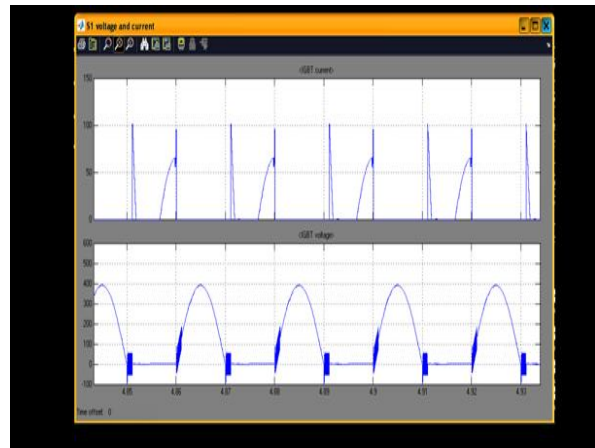 S1 voltage and current
<IGBT current>
150
100
50
0
<IGBT voltage>
600
500
400
300
200
100
0
-100
4.85 4.86 4.87 4.88 4.89 4.9 4.91 4.92 4.93
Time offset: 0